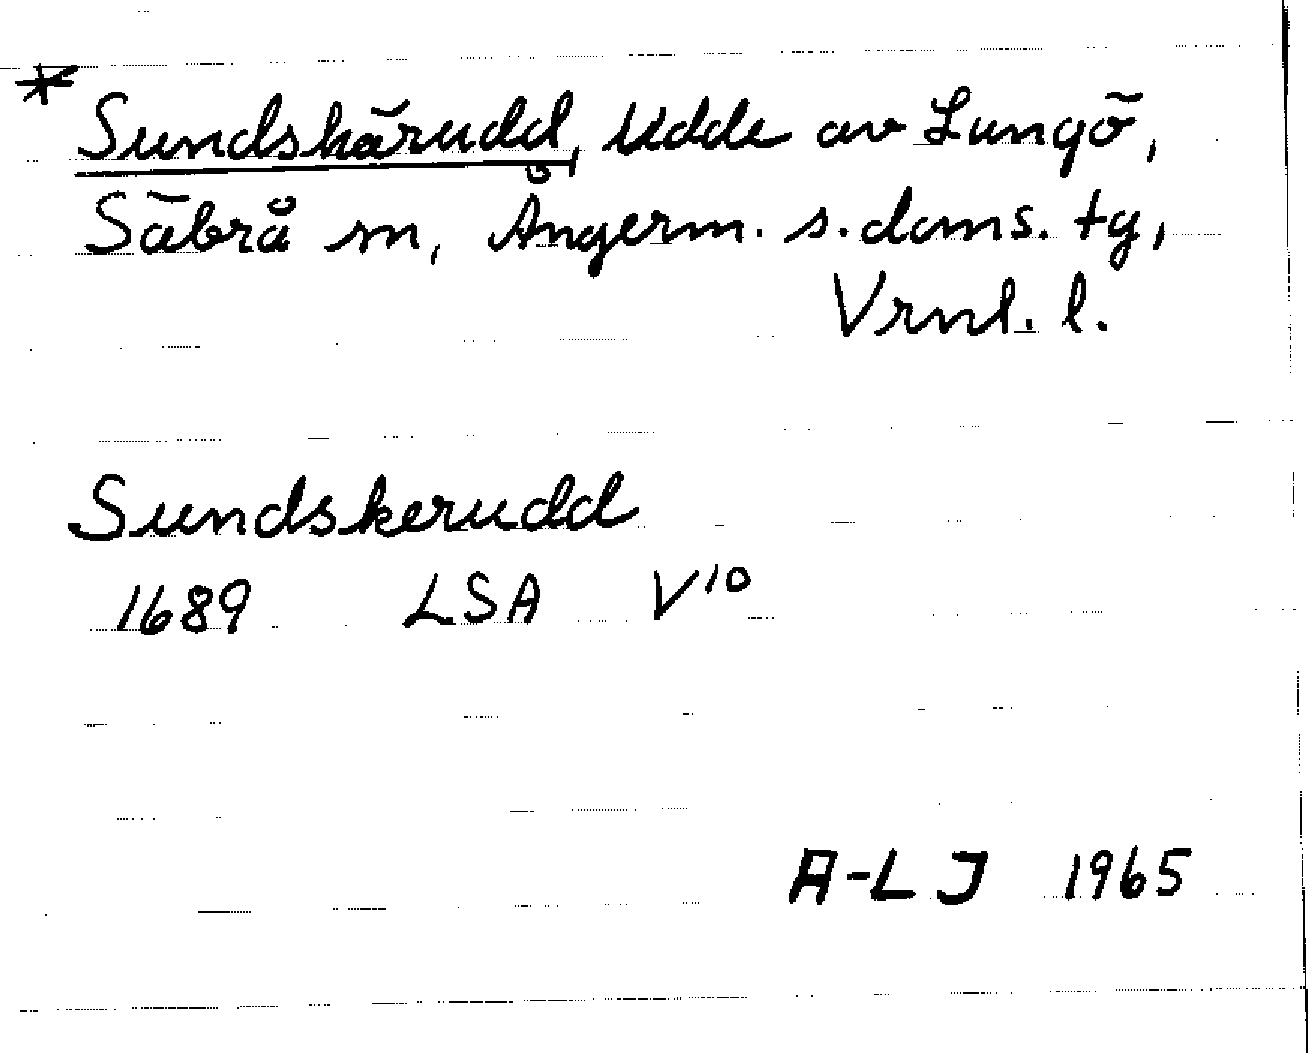 * Sundskärudd, Udde av Lungö,
Säbrå sn, Ångerm. s. doms. tg,
Vrnl. l.
Sundskerudd
1689 LSA V10
A-LJ 1965